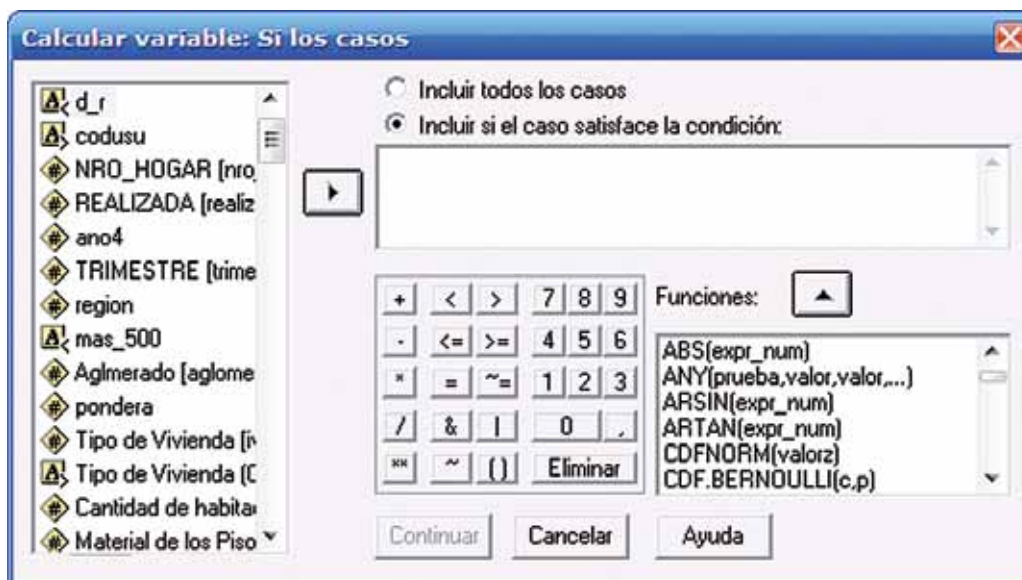 Calcular variable: Si los casos
d_r
codusu
NRO_HOGAR [nro_
REALIZADA [realiz
ano4
TRIMESTRE [trime
region
mas_500
Aglmerado [aglome
pondera
Tipo de Vivienda [iv
Tipo de Vivienda (O
Cantidad de habita
Material de los Piso
Incluir todos los casos
Incluir si el caso satisface la condición:
+ < > 7 8 9
- <= >= 4 5 6
* = ~= 1 2 3
/ & | 0 ,
** ~ () Eliminar
Funciones:
ABS(expr_num)
ANY(prueba,valor,valor,...)
ARSIN(expr_num)
ARTAN(expr_num)
CDFNORM(valorz)
CDF.BERNOULLI(c,p)
Continuar
Cancelar
Ayuda